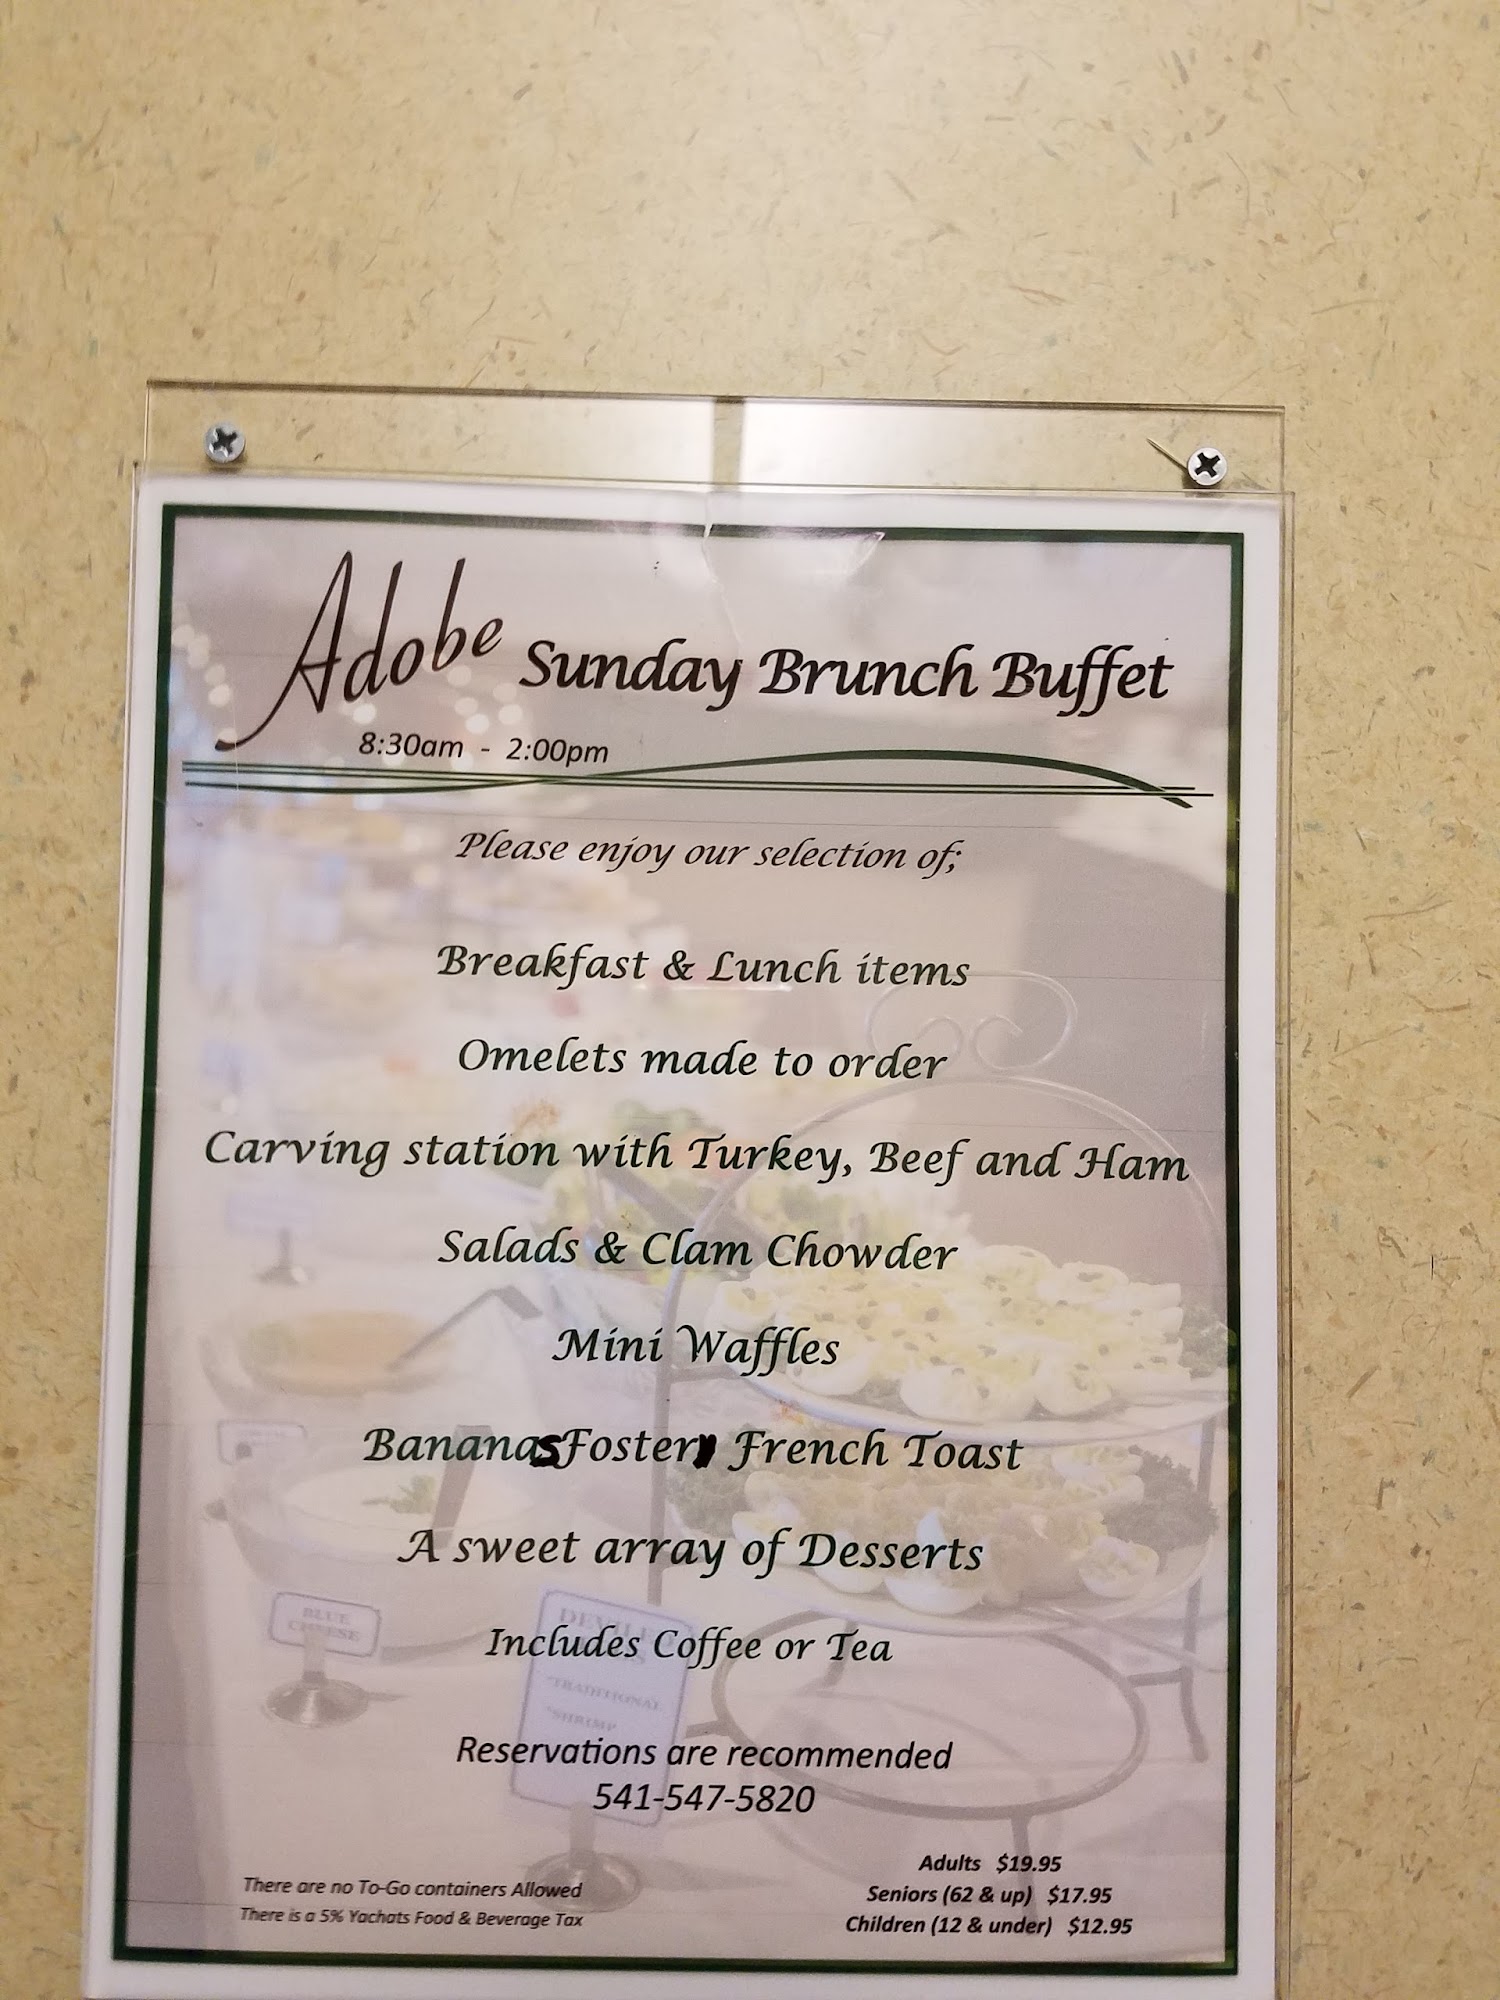 Adobe Sunday Brunch Buffet
8:30am - 2:00pm
Please enjoy our selection of;
Breakfast & Lunch items
Omelets made to order
Carving station with Turkey, Beef and Ham
Salads & Clam Chowder
Mini Waffles
Bananas Foster French Toast
A sweet array of Desserts
BLUE
CHEESE
Includes Coffee or Tea
*TRADITIONAL
*SHRIMP
Reservations are recommended
541-547-5820
There are no To-Go containers Allowed
There is a 5% Yachats Food & Beverage Tax
Adults $19.95
Seniors (62 & up) $17.95
Children (12 & under) $12.95